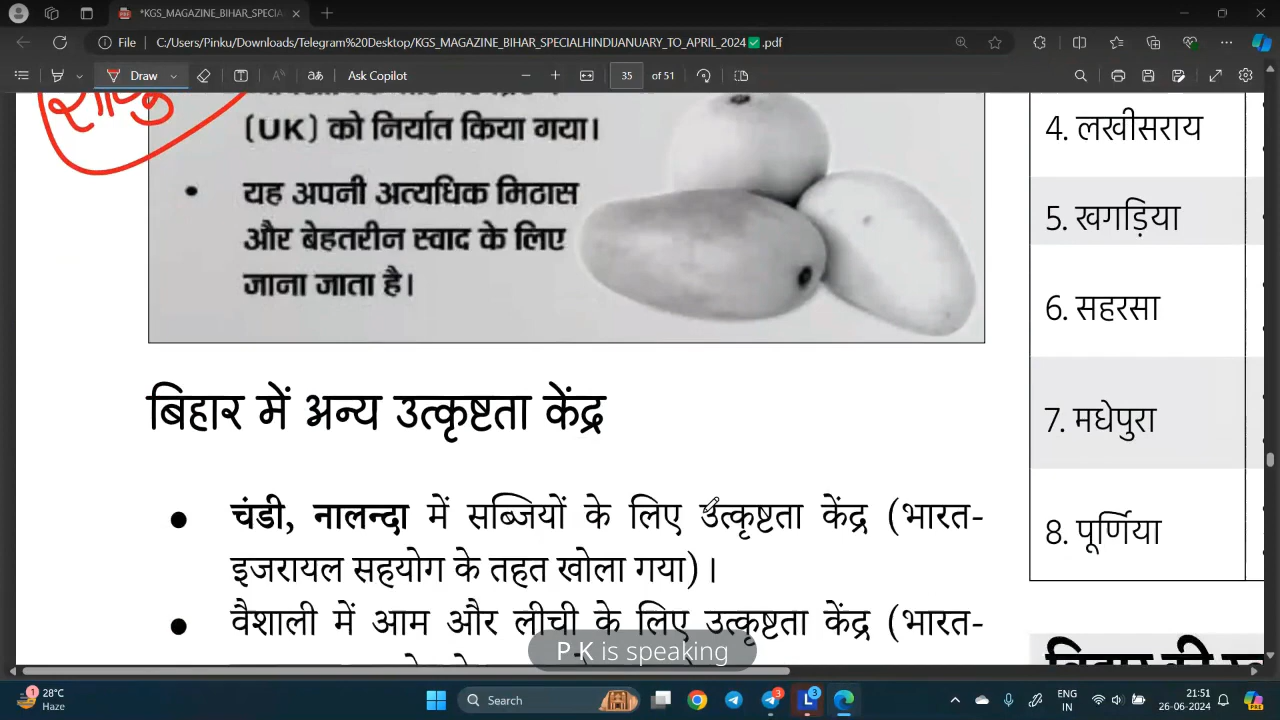 *KGS_MAGAZINE_BIHAR_SPECIA
File
C:/Users/Pinku/Downloads/Telegram%20Desktop/KGS_MAGAZINE_BIHAR_SPECIALHINDIJANUARY_TO_APRIL_2024✅.pdf
Draw
Ask Copilot
35 of 51
(UK) को निर्यात किया गया।
• यह अपनी अत्यधिक मिठास
और बेहतरीन स्वाद के लिए
जाना जाता है।
बिहार में अन्य उत्कृष्टता केंद्र
● चंडी, नालन्दा में सब्जियों के लिए उत्कृष्टता केंद्र (भारत-
इजरायल सहयोग के तहत खोला गया)।
● वैशाली में आम और लीची के लिए उत्कृष्टता केंद्र (भारत-
4. लखीसराय
5. खगड़िया
6. सहरसा
7. मधेपुरा
8. पूर्णिया
P K is speaking
28°C
Haze
Search
ENG
IN
21:51
26-06-2024